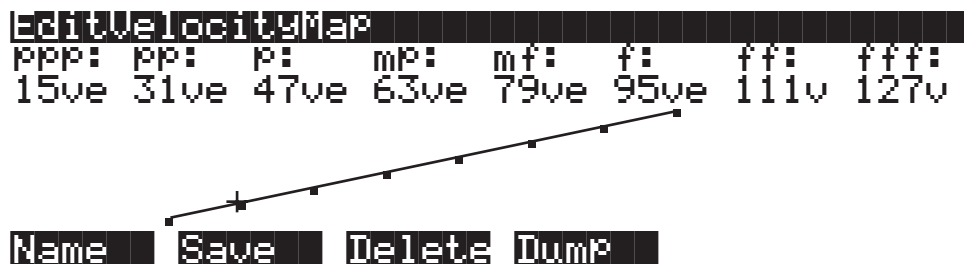 EditVelocityMap
ppp: pp: p: mp: mf: f: ff: fff:
15ve 31ve 47ve 63ve 79ve 95ve 111v 127v
Name Save Delete Dump